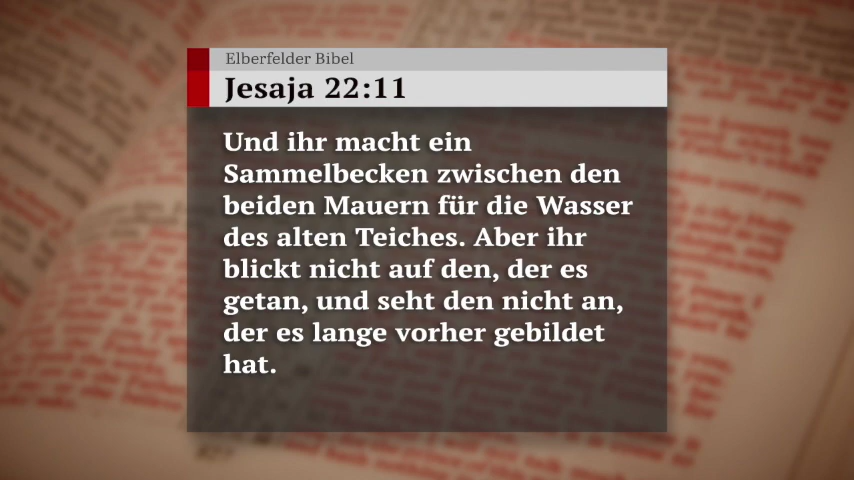 Elberfelder Bibel
Jesaja 22:11
Und ihr macht ein
Sammelbecken zwischen den
beiden Mauern für die Wasser
des alten Teiches. Aber ihr
blickt nicht auf den, der es
getan, und seht den nicht an,
der es lange vorher gebildet
hat.